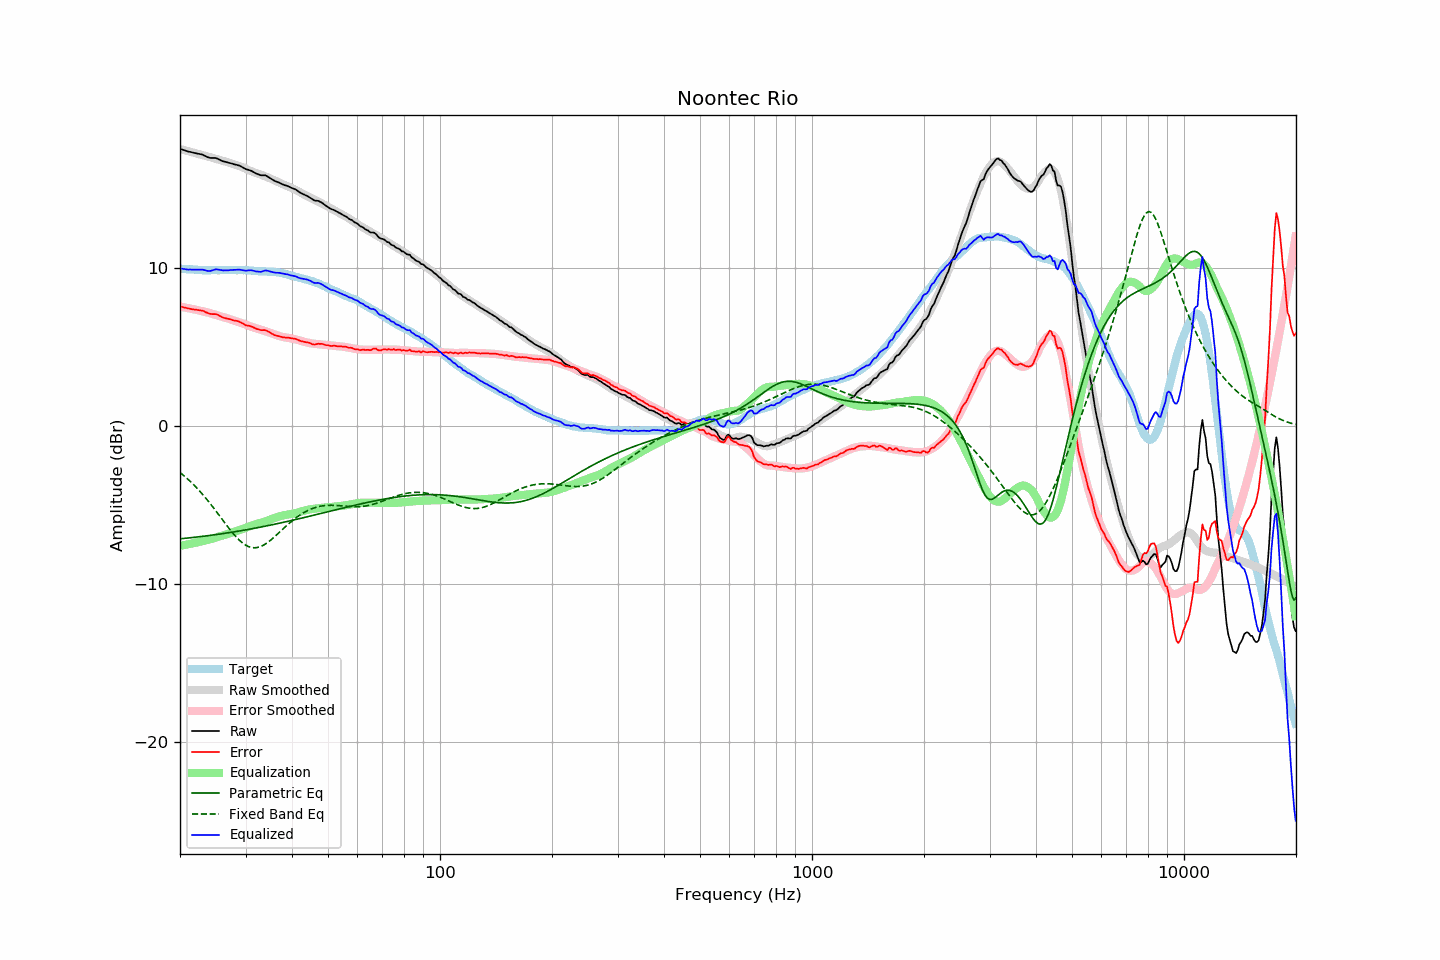 Noontec Rio
Amplitude (dBr)
10
0
−10
−20
Target
Raw Smoothed
Error Smoothed
Raw
Error
Equalization
Parametric Eq
Fixed Band Eq
Equalized
100
1000
10000
Frequency (Hz)